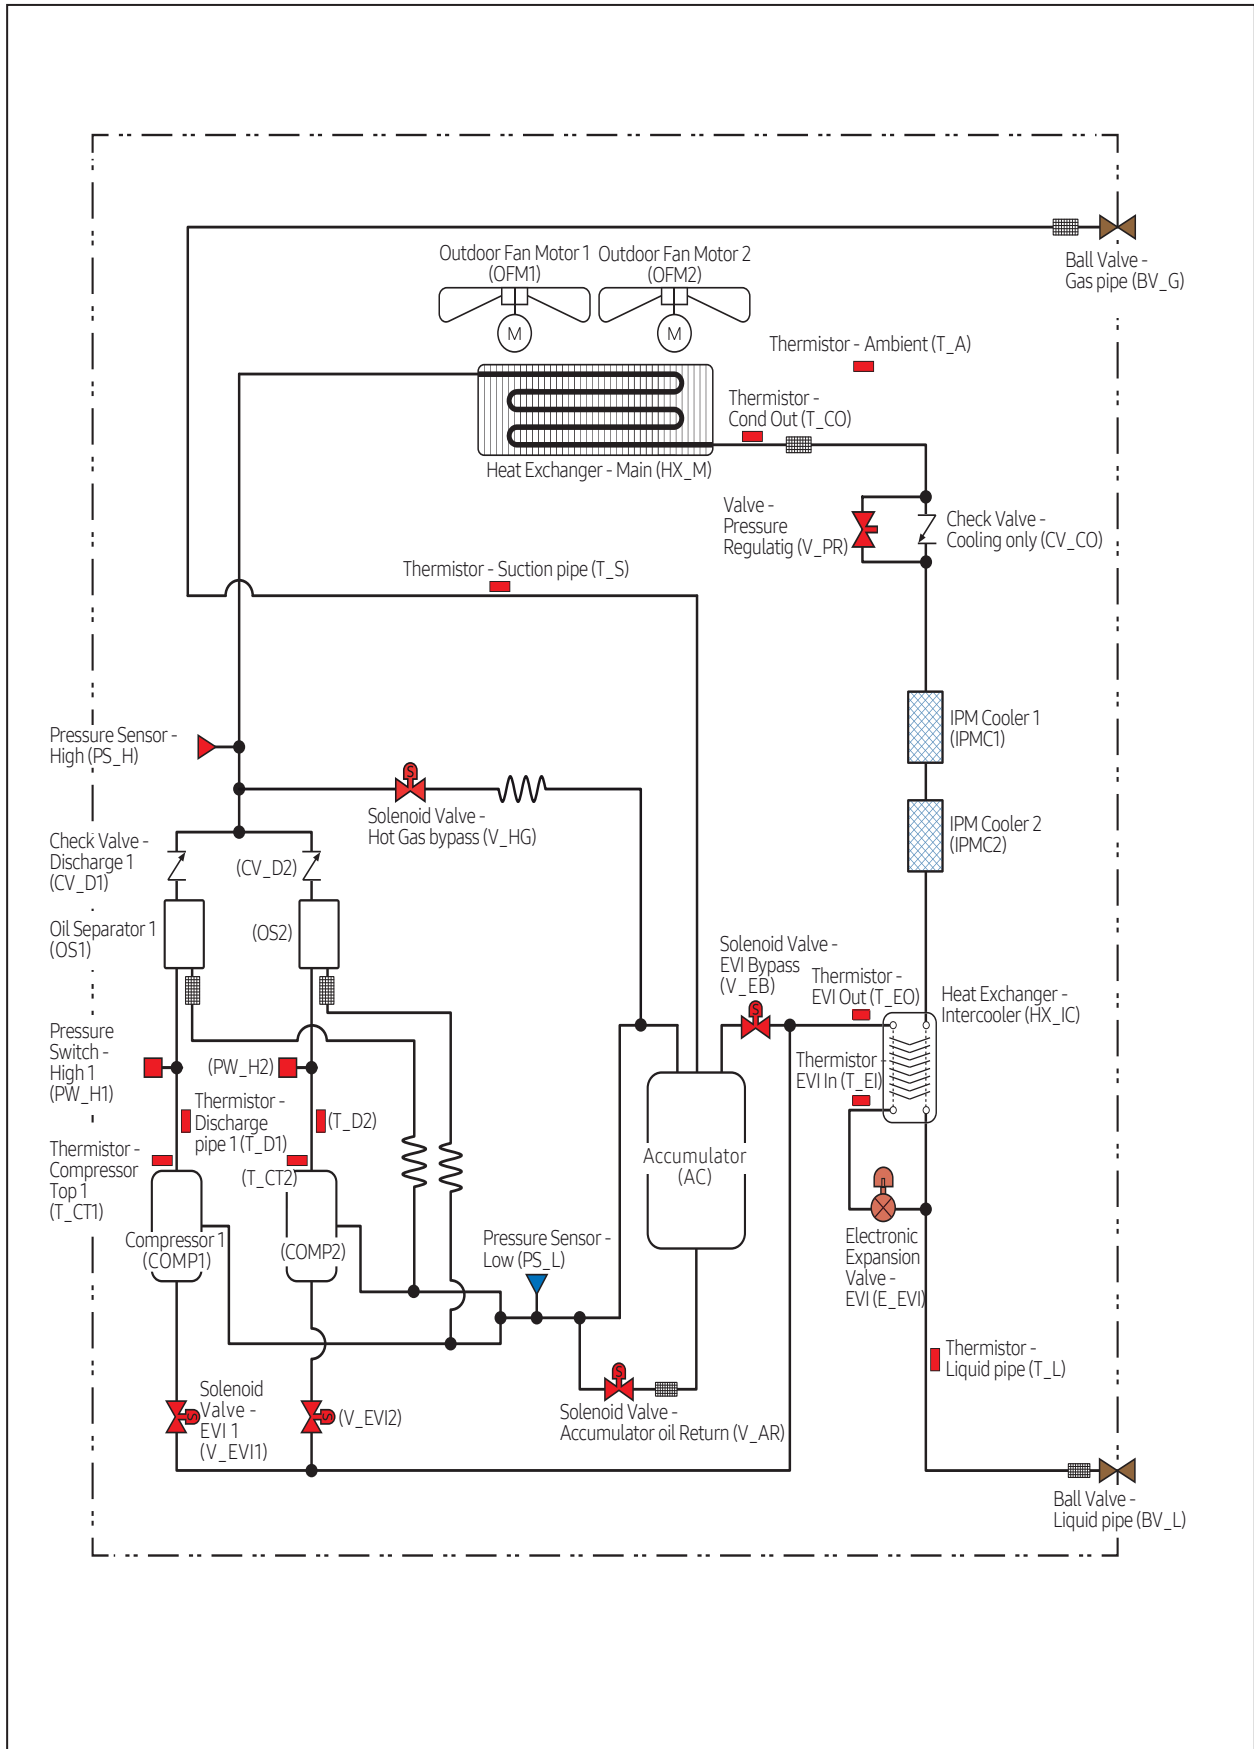 Outdoor Fan Motor 1
(OFM1)
Outdoor Fan Motor 2
(OFM2)
M
M
Ball Valve -
Gas pipe (BV_G)
Thermistor - Ambient (T_A)
Thermistor -
Cond Out (T_CO)
Heat Exchanger - Main (HX_M)
Valve -
Pressure
Regulatig (V_PR)
Check Valve -
Cooling only (CV_CO)
Thermistor - Suction pipe (T_S)
IPM Cooler 1
(IPMC1)
Pressure Sensor -
High (PS_H)
S
Solenoid Valve -
Hot Gas bypass (V_HG)
IPM Cooler 2
(IPMC2)
Check Valve -
Discharge 1
(CV_D1)
(CV_D2)
Oil Separator 1
(OS1)
(OS2)
Solenoid Valve -
EVI Bypass
(V_EB)
S
Thermistor -
EVI Out (T_EO)
Heat Exchanger -
Intercooler (HX_IC)
Pressure
Switch -
High 1
(PW_H1)
(PW_H2)
Thermistor -
EVI In (T_EI)
Thermistor -
Discharge
pipe 1 (T_D1)
(T_D2)
Thermistor -
Compressor
Top 1
(T_CT1)
(T_CT2)
Accumulator
(AC)
Compressor 1
(COMP1)
(COMP2)
Pressure Sensor -
Low (PS_L)
Electronic
Expansion
Valve -
EVI (E_EVI)
Thermistor -
Liquid pipe (T_L)
Solenoid
Valve -
EVI 1
(V_EVI1)
S
(V_EVI2)
S
S
Solenoid Valve -
Accumulator oil Return (V_AR)
Ball Valve -
Liquid pipe (BV_L)